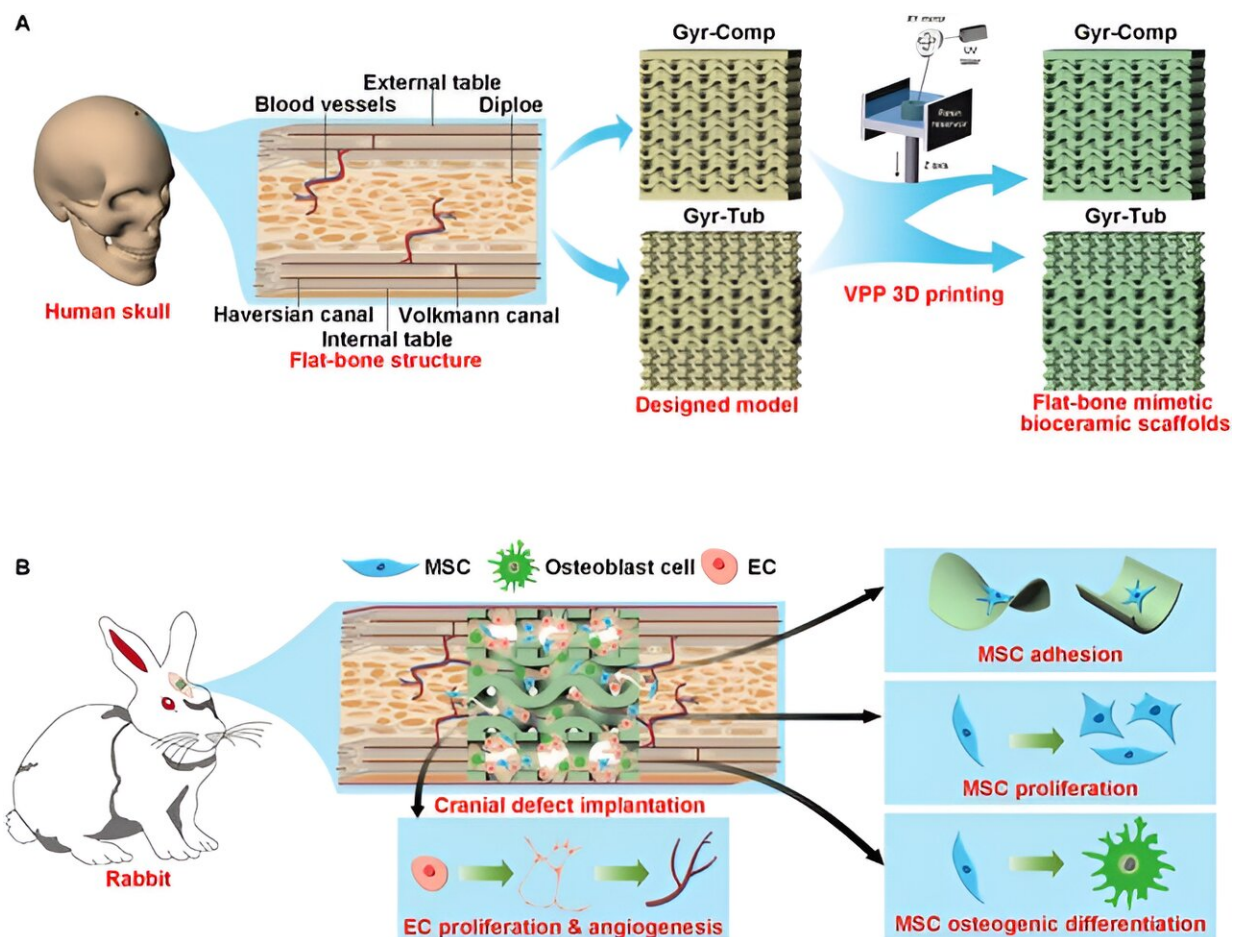 A
External table
Blood vessels
Diploe
Haversian canal
Volkmann canal
Internal table
Flat-bone structure
Human skull
Gyr-Comp
Gyr-Tub
Designed model
UV
reservoir
VPP 3D printing
Gyr-Comp
Gyr-Tub
Flat-bone mimetic
bioceramic scaffolds
B
MSC
Osteoblast cell
EC
Rabbit
Cranial defect implantation
EC proliferation & angiogenesis
MSC adhesion
MSC proliferation
MSC osteogenic differentiation